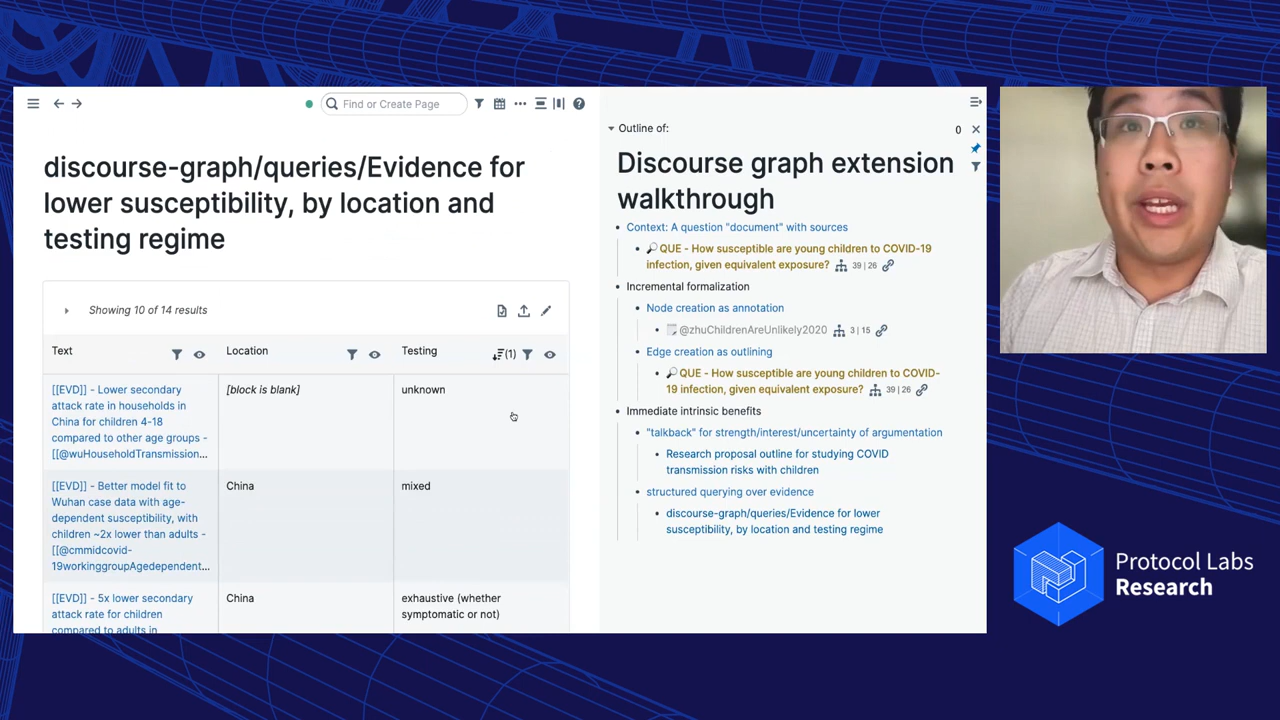 Find or Create Page
discourse-graph/queries/Evidence for
lower susceptibility, by location and
testing regime
Showing 10 of 14 results
Text
Location
Testing
(1)
[[EVD]] - Lower secondary
attack rate in households in
China for children 4-18
compared to other age groups -
[[@wuHouseholdTransmission...
[block is blank]
unknown
[[EVD]] - Better model fit to
Wuhan case data with age-
dependent susceptibility, with
children ~2x lower than adults -
[[@cmmidcovid-
19workinggroupAgedependent...
China
mixed
[[EVD]] - 5x lower secondary
attack rate for children
compared to adults in
China
exhaustive (whether
symptomatic or not)
Outline of:
0
Discourse graph extension
walkthrough
Context: A question "document" with sources
QUE - How susceptible are young children to COVID-19
infection, given equivalent exposure? 39 | 26
Incremental formalization
Node creation as annotation
@zhuChildrenAreUnlikely2020 3 | 15
Edge creation as outlining
QUE - How susceptible are young children to COVID-
19 infection, given equivalent exposure? 39 | 26
Immediate intrinsic benefits
"talkback" for strength/interest/uncertainty of argumentation
Research proposal outline for studying COVID
transmission risks with children
structured querying over evidence
discourse-graph/queries/Evidence for lower
susceptibility, by location and testing regime
Protocol Labs
Research